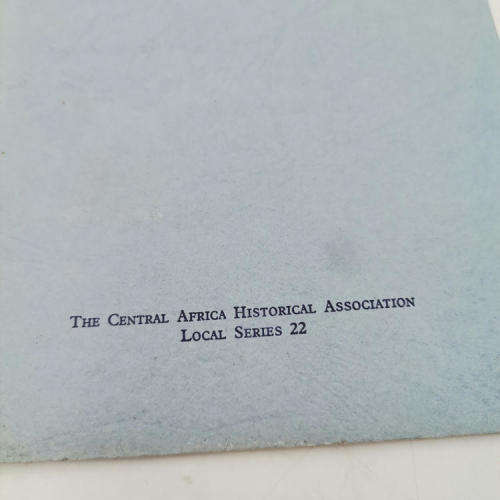 The Central Africa Historical Association
Local Series 22